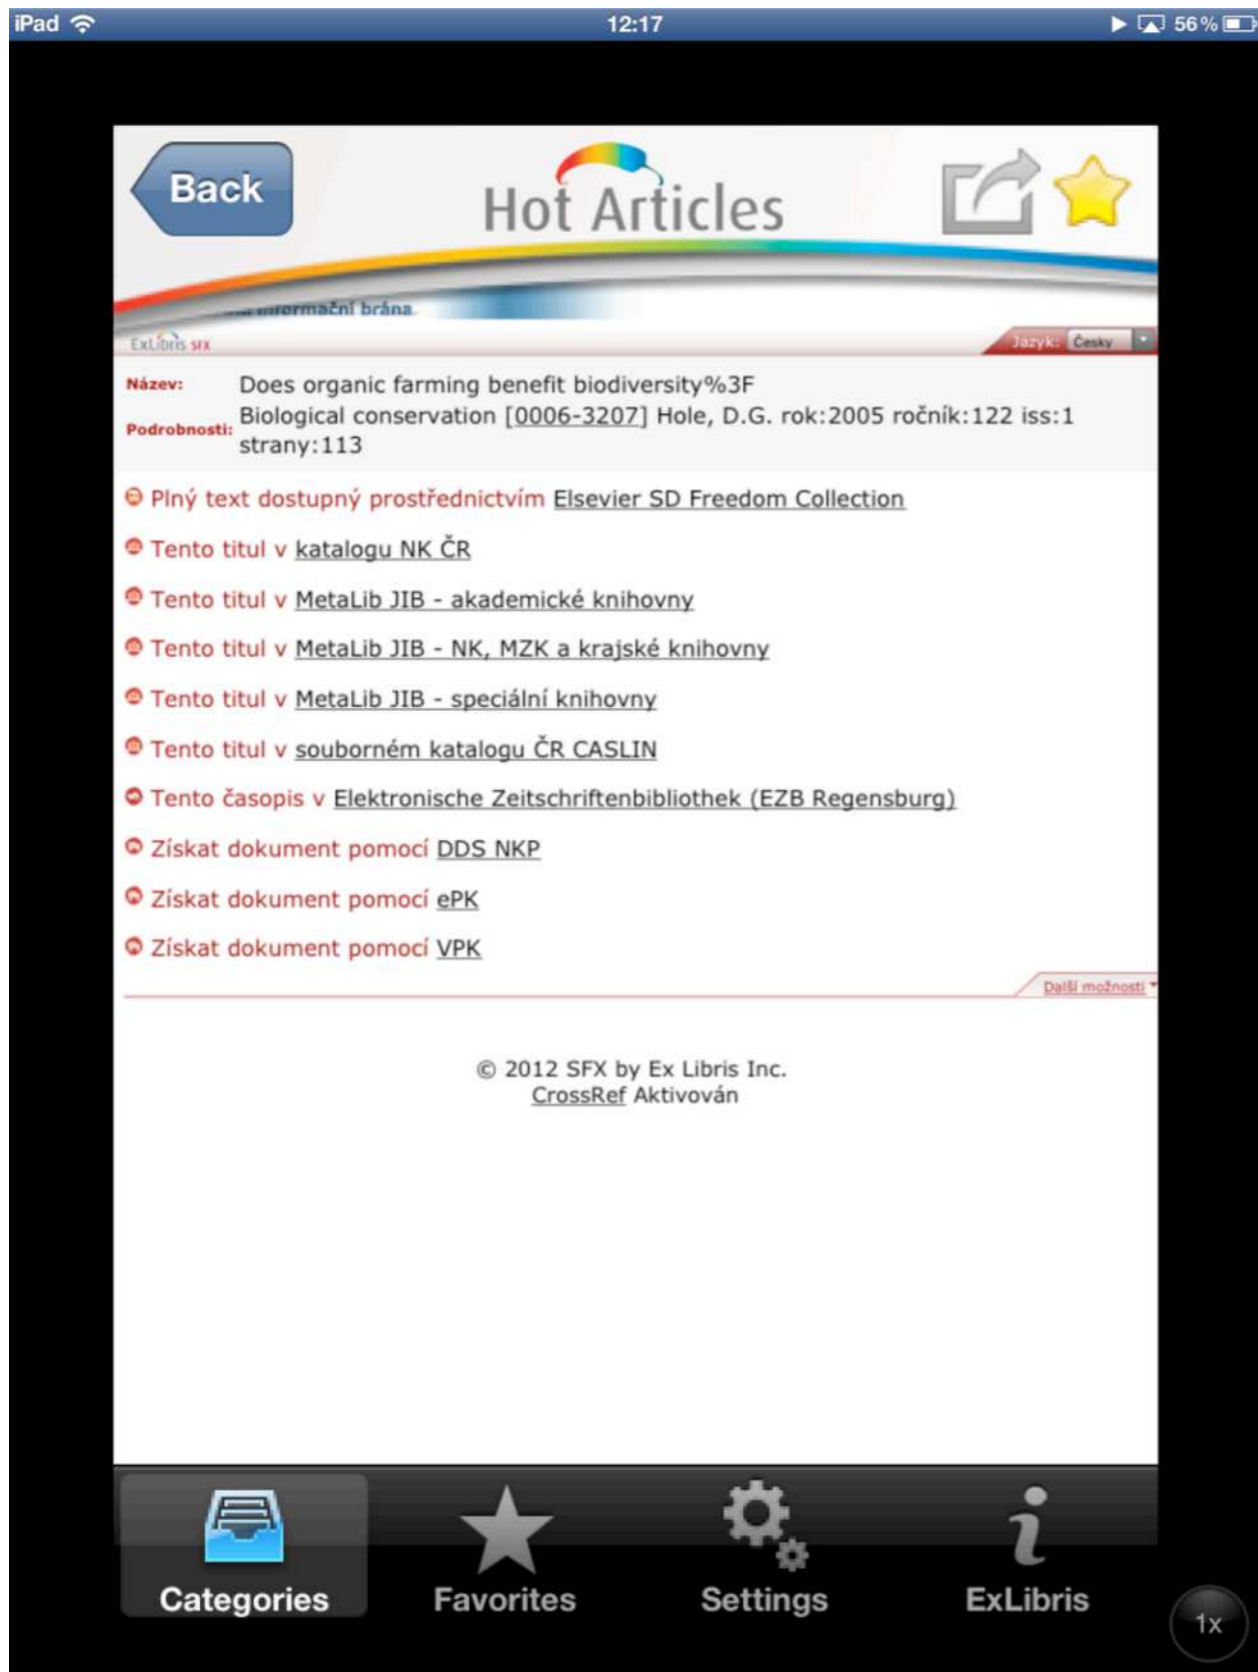 iPad 12:17 56%
Back
Hot Articles
informační brána
ExLibris SFX
Jazyk: Česky
Název: Does organic farming benefit biodiversity%3F
Podrobnosti: Biological conservation [0006-3207] Hole, D.G. rok:2005 ročník:122 iss:1
strany:113
Plný text dostupný prostřednictvím Elsevier SD Freedom Collection
Tento titul v katalogu NK ČR
Tento titul v MetaLib JIB - akademické knihovny
Tento titul v MetaLib JIB - NK, MZK a krajské knihovny
Tento titul v MetaLib JIB - speciální knihovny
Tento titul v souborném katalogu ČR CASLIN
Tento časopis v Elektronische Zeitschriftenbibliothek (EZB Regensburg)
Získat dokument pomocí DDS NKP
Získat dokument pomocí ePK
Získat dokument pomocí VPK
Další možnosti
© 2012 SFX by Ex Libris Inc.
CrossRef Aktivován
Categories Favorites Settings ExLibris
1x